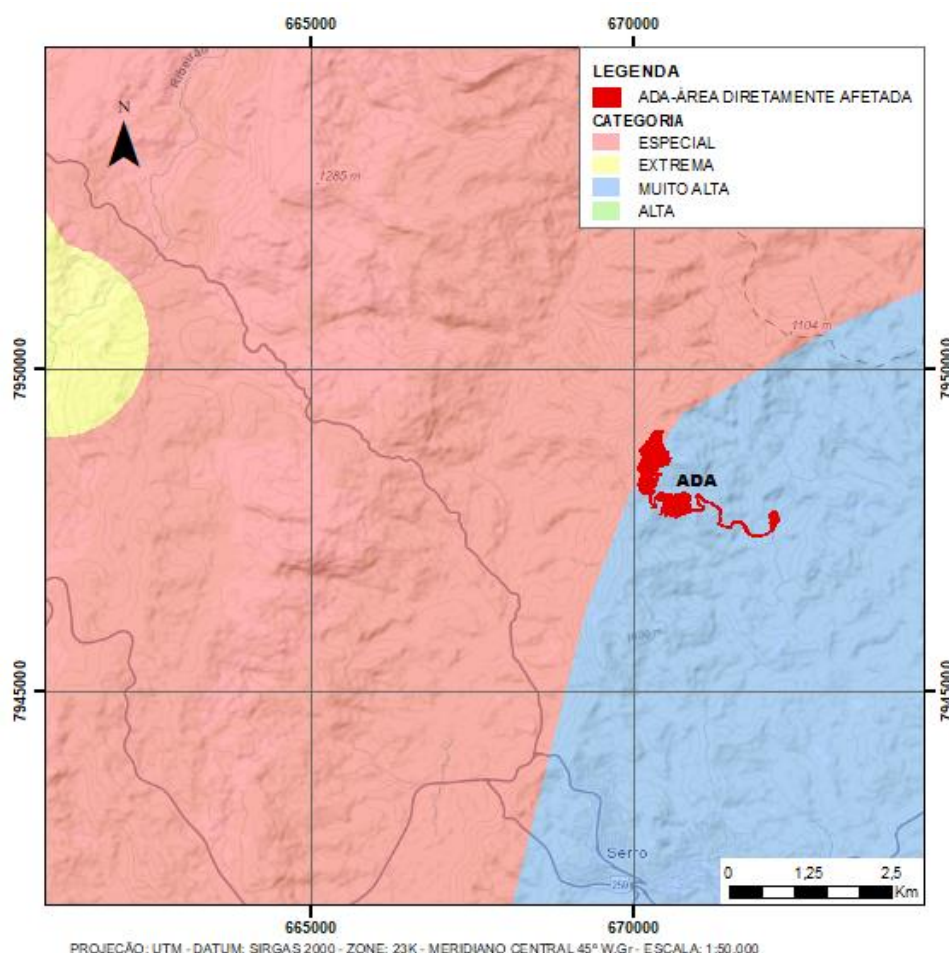 665000
670000
LEGENDA
ADA-ÁREA DIRETAMENTE AFETADA
CATEGORIA
ESPECIAL
EXTREMA
MUITO ALTA
ALTA
N
Ribeirão
1285 m
1104 m
7950000
7950000
ADA
7945000
7945000
Serro
0 1,25 2,5
Km
665000
670000
PROJEÇÃO: UTM - DATUM: SIRGAS 2000 - ZONE: 23K - MERIDIANO CENTRAL 45° W.Gr - ESCALA: 1:50.000